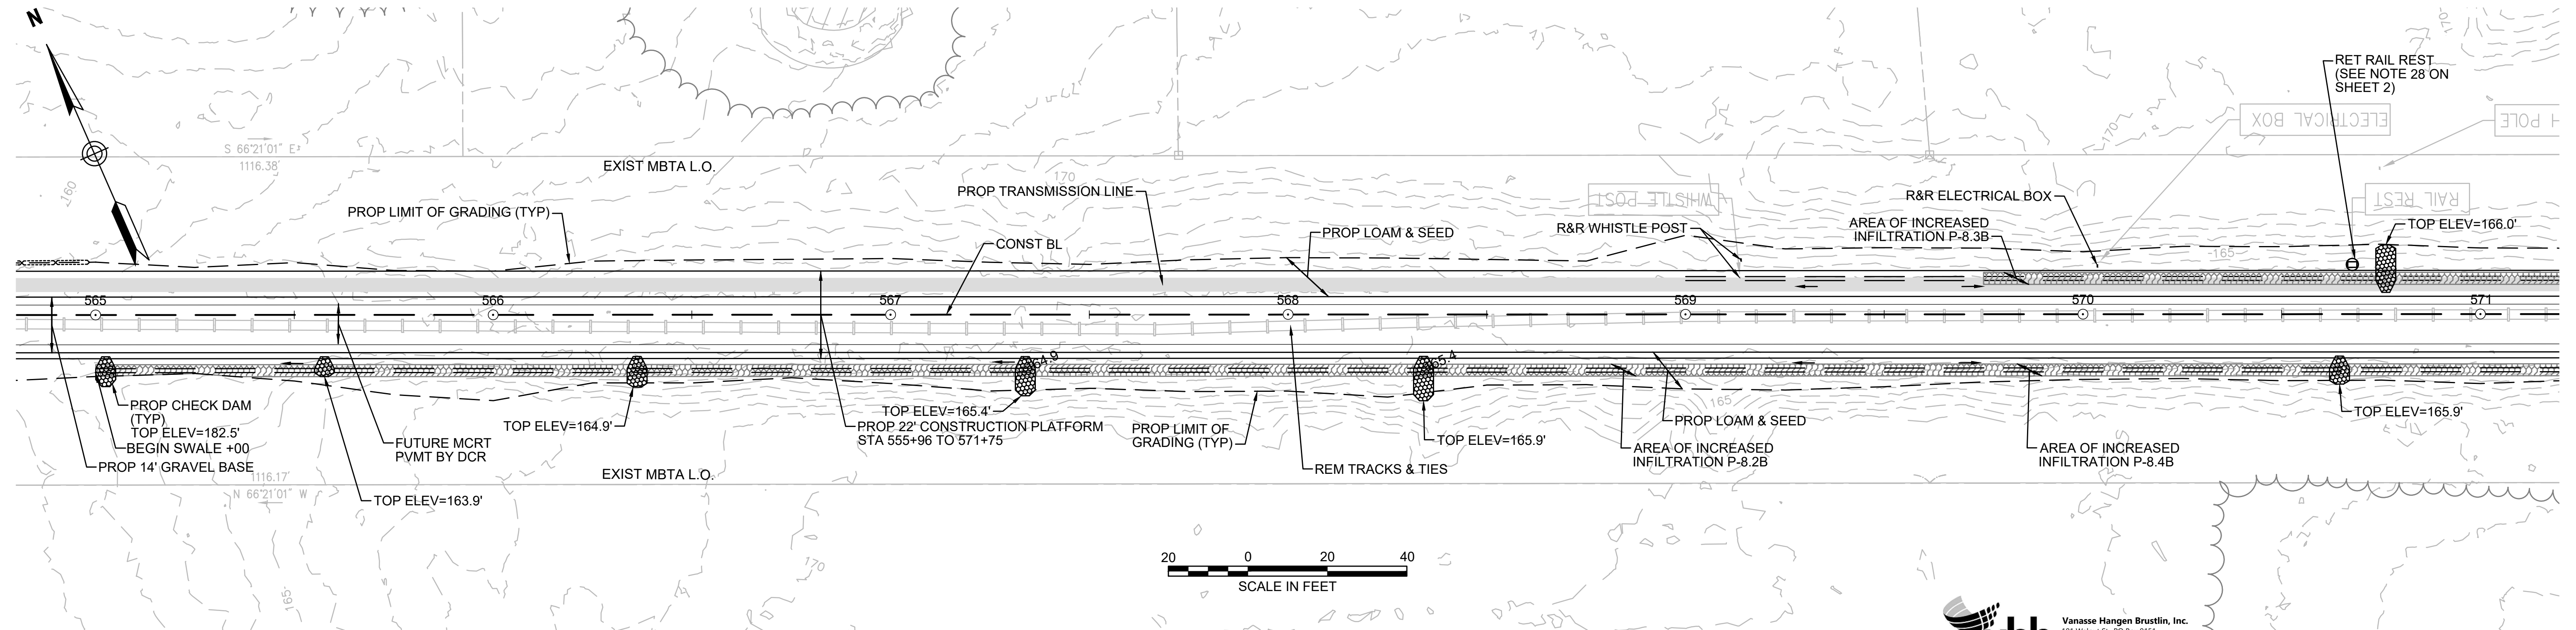 N
RET RAIL REST
(SEE NOTE 28 ON
SHEET 2)
ELECTRICAL BOX
H POLE
170
S 66°21'01" E
1116.38'
EXIST MBTA L.O.
160
170
PROP TRANSMISSION LINE
WHISTLE POST
R&R ELECTRICAL BOX
RAIL REST
PROP LIMIT OF GRADING (TYP)
CONST BL
PROP LOAM & SEED
R&R WHISTLE POST
AREA OF INCREASED
INFILTRATION P-8.3B
TOP ELEV=166.0'
165
565
566
567
568
569
570
571
64.9
65.4
PROP CHECK DAM
(TYP)
TOP ELEV=182.5'
BEGIN SWALE +00
PROP 14' GRAVEL BASE
FUTURE MCRT
PVMT BY DCR
TOP ELEV=163.9'
TOP ELEV=164.9'
TOP ELEV=165.4'
PROP 22' CONSTRUCTION PLATFORM
STA 555+96 TO 571+75
PROP LIMIT OF
GRADING (TYP)
REM TRACKS & TIES
TOP ELEV=165.9'
165
PROP LOAM & SEED
AREA OF INCREASED
INFILTRATION P-8.2B
AREA OF INCREASED
INFILTRATION P-8.4B
TOP ELEV=165.9'
EXIST MBTA L.O.
1116.17'
N 66°21'01" W
165
170
20 0 20 40
SCALE IN FEET
Vanasse Hangen Brustlin, Inc.